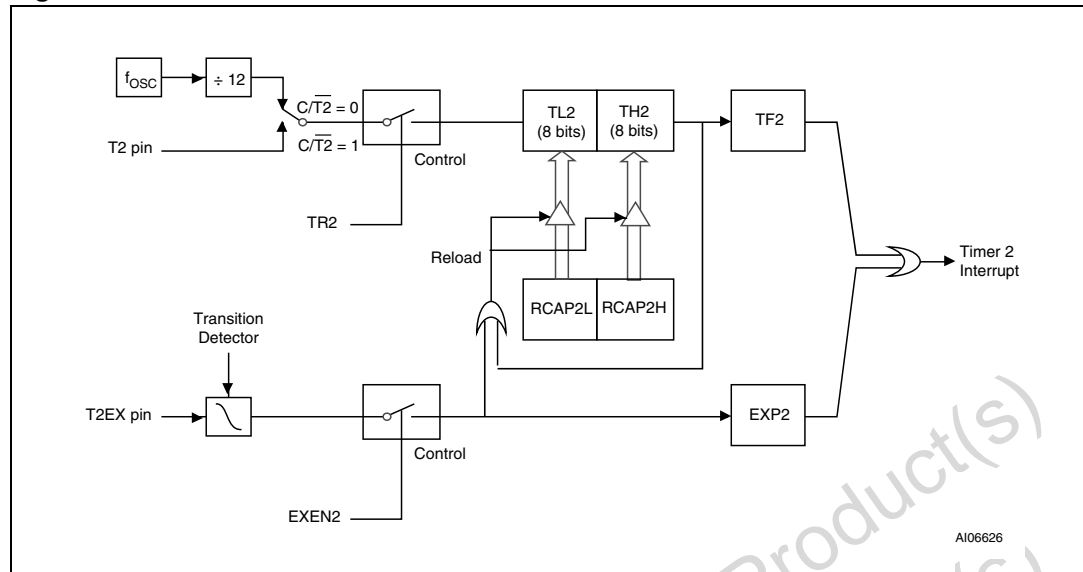 fOSC
÷ 12
C/T2 = 0
C/T2 = 1
T2 pin
Control
TR2
TL2
(8 bits)
TH2
(8 bits)
TF2
Reload
RCAP2L
RCAP2H
Timer 2
Interrupt
Transition
Detector
T2EX pin
Control
EXEN2
EXP2
AI06626
Product(s)